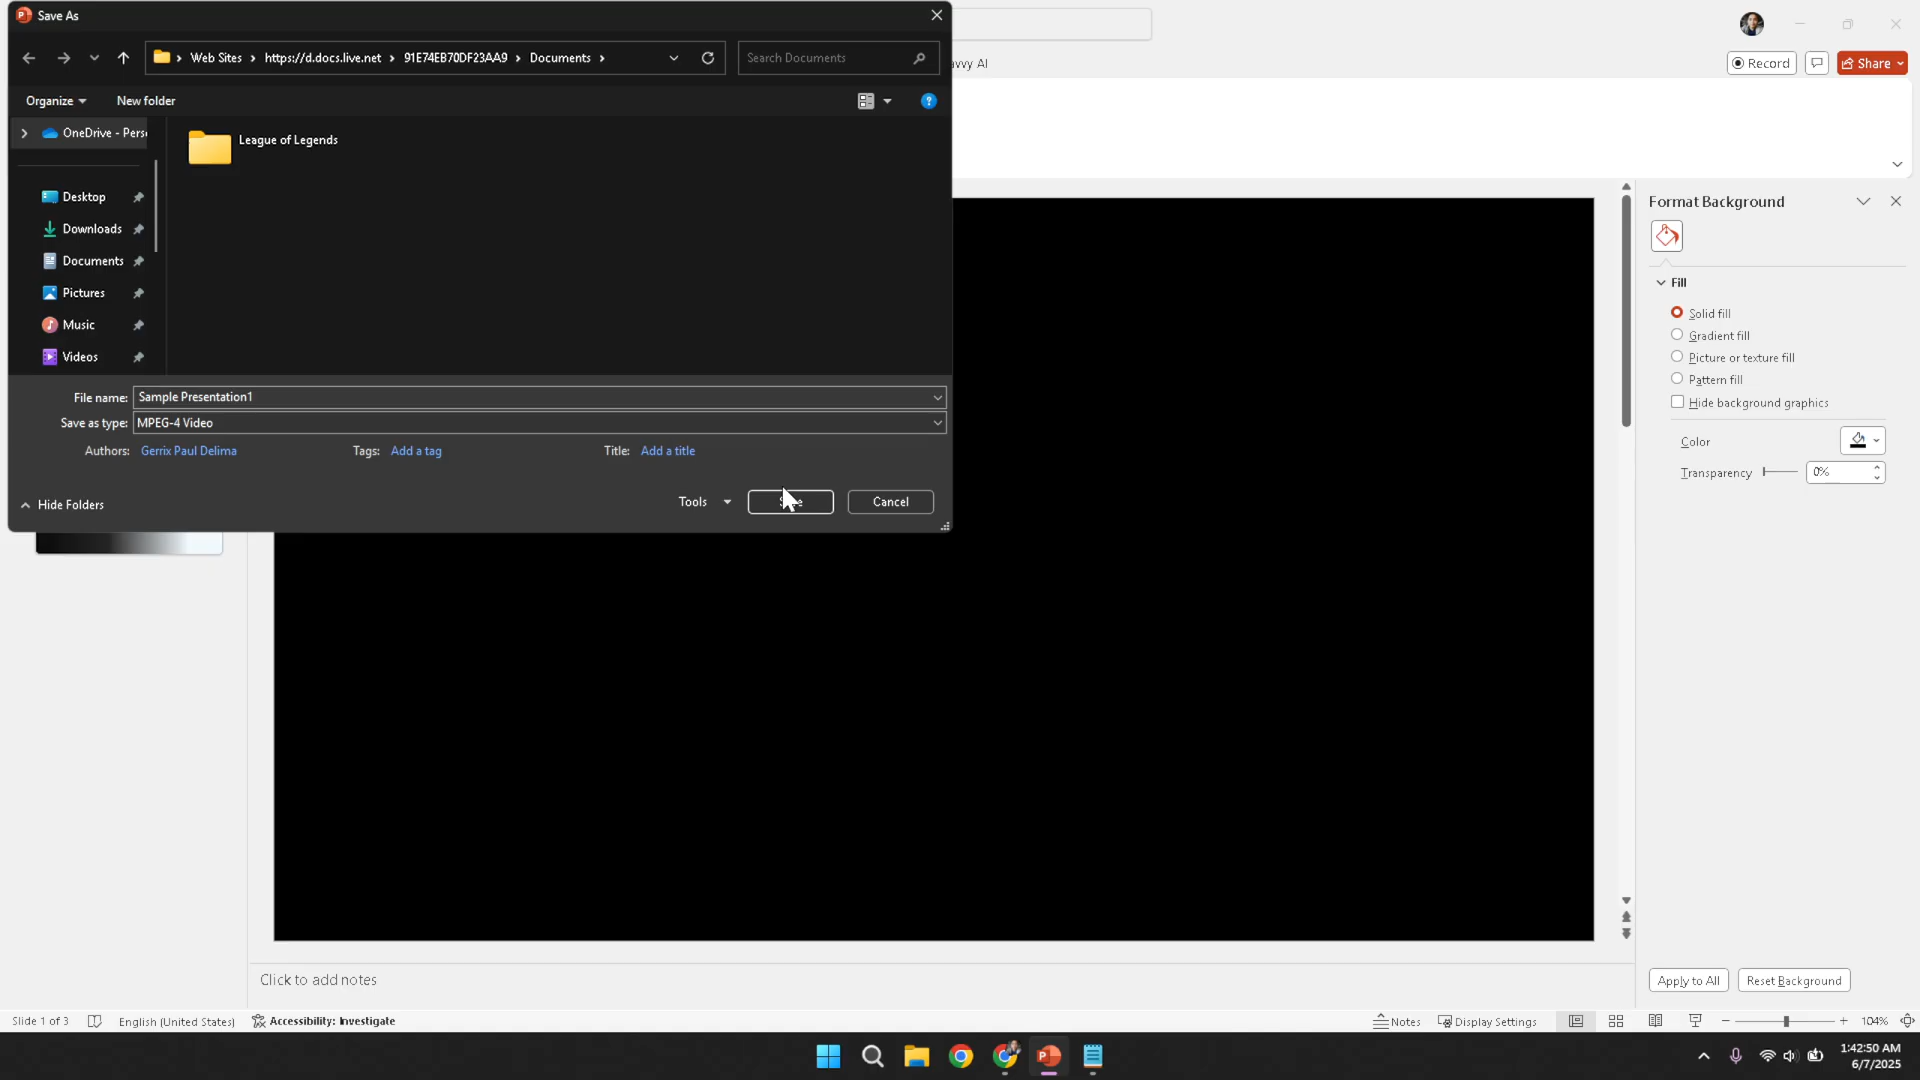 Save As
Web Sites › https://d.docs.live.net › 91E74EB70DF23AA9 › Documents ›
Search Documents
Organize
New folder
OneDrive - Pers
League of Legends
Desktop
Downloads
Documents
Pictures
Music
Videos
File name: Sample Presentation1
Save as type: MPEG-4 Video
Authors: Gerrix Paul Delima
Tags: Add a tag
Title: Add a title
Hide Folders
Tools
Cancel
AI
Record
Share
Format Background
Fill
Solid fill
Gradient fill
Picture or texture fill
Pattern fill
Hide background graphics
Color
Transparency
0%
Apply to All
Reset Background
Click to add notes
Slide 1 of 3
English (United States)
Accessibility: Investigate
Notes
Display Settings
104%
1:42:50 AM
6/7/2025